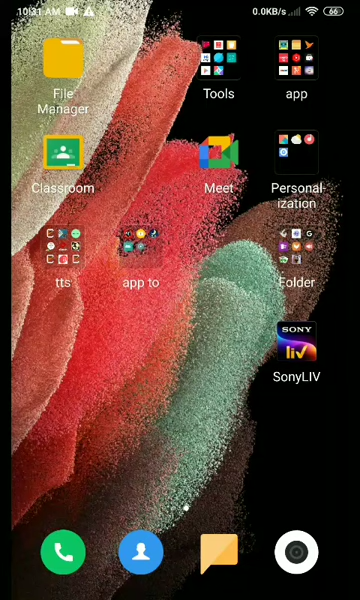 10:31 AM
0.0KB/s
66
File
Manager
Tools
app
Classroom
Meet
Personal-
ization
tts
app to
Folder
SONY
liv
SonyLIV